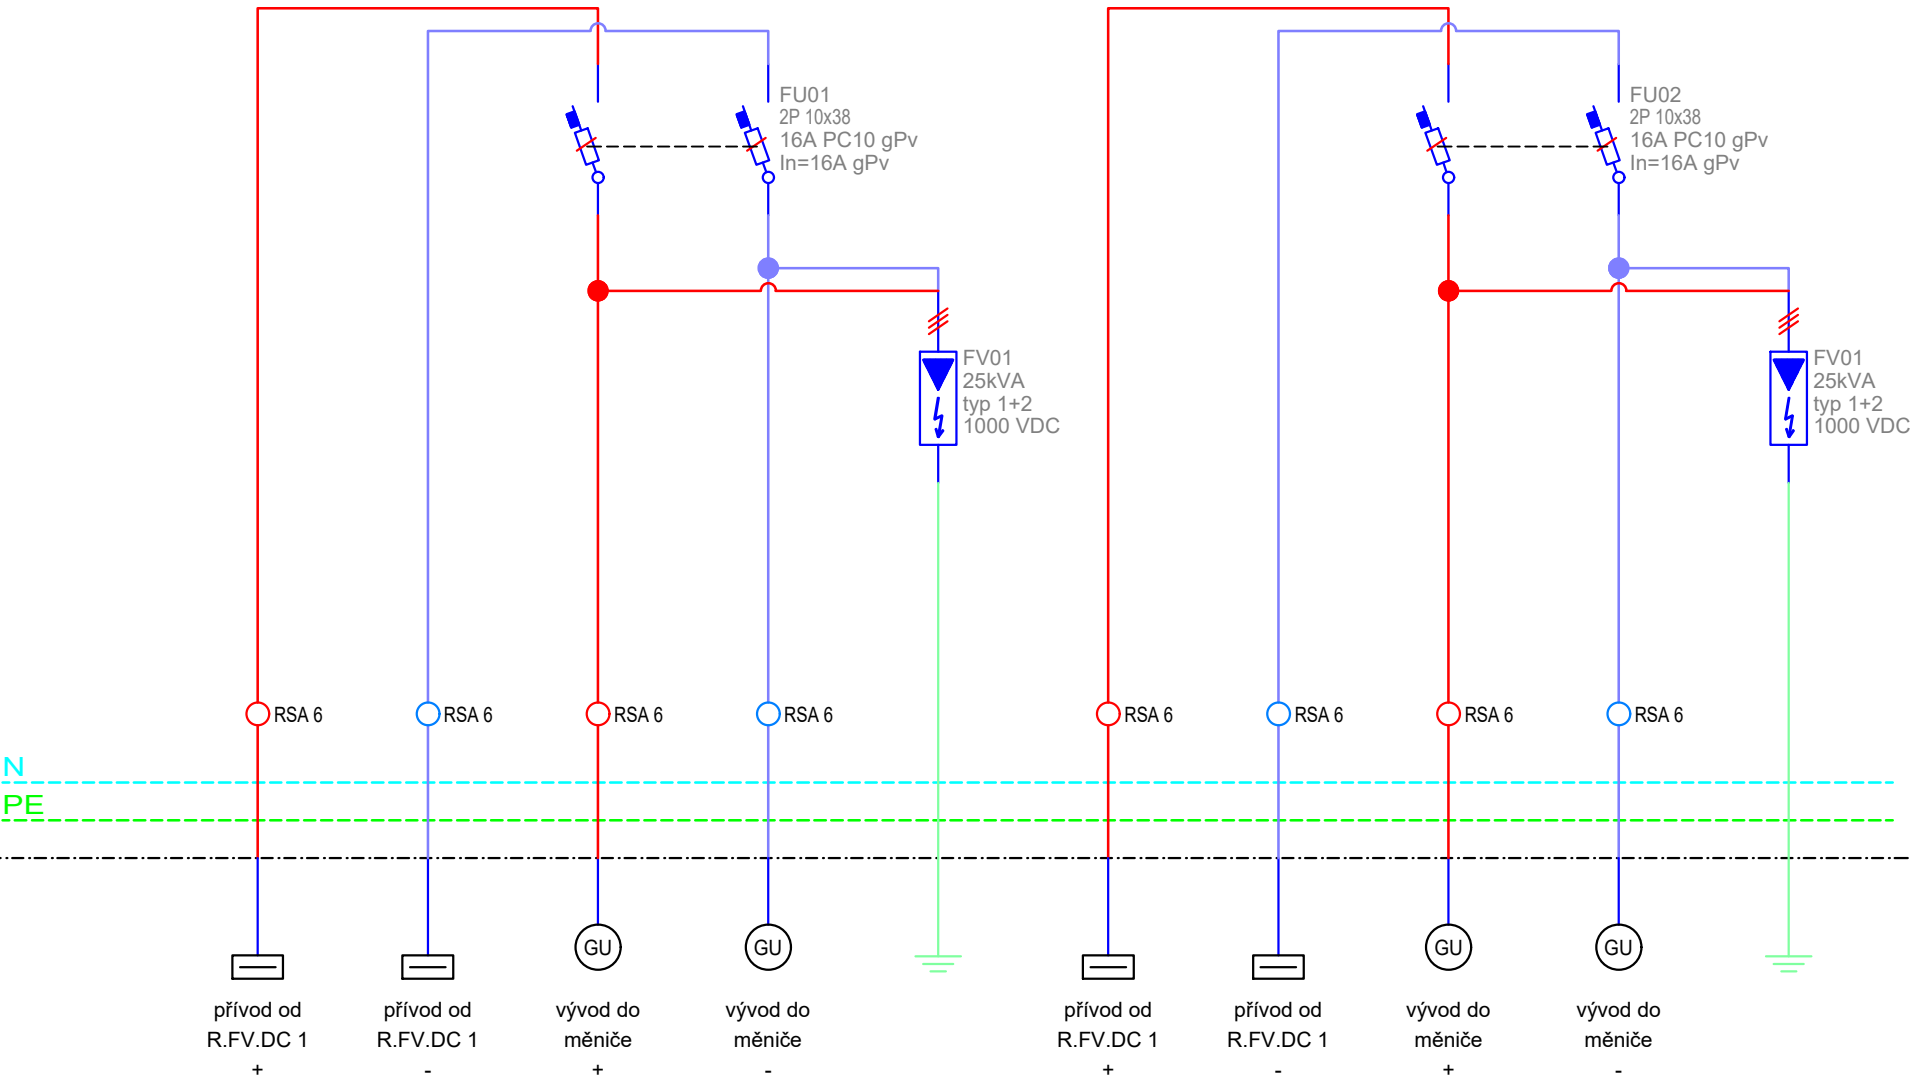 FU01
2P 10x38
16A PC10 gPv
In=16A gPv
FU02
2P 10x38
16A PC10 gPv
In=16A gPv
FV01
25kVA
typ 1+2
1000 VDC
FV01
25kVA
typ 1+2
1000 VDC
RSA 6
RSA 6
RSA 6
RSA 6
RSA 6
RSA 6
RSA 6
RSA 6
N
PE
GU
GU
GU
GU
přívod od
R.FV.DC 1
+
přívod od
R.FV.DC 1
-
vývod do
měniče
+
vývod do
měniče
-
přívod od
R.FV.DC 1
+
přívod od
R.FV.DC 1
-
vývod do
měniče
+
vývod do
měniče
-